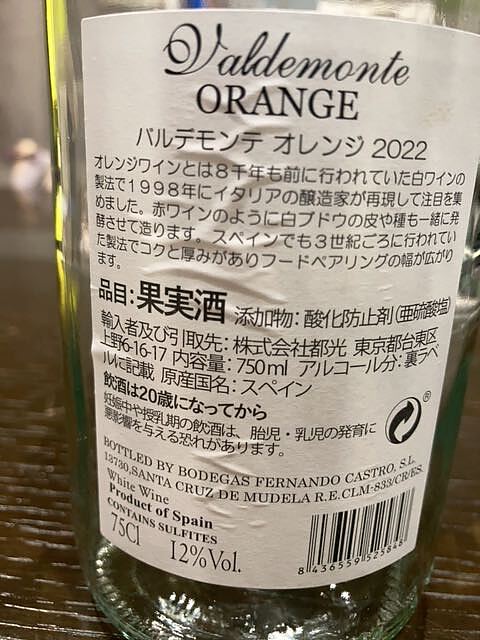 Valdemonte
ORANGE
バルデモンテ オレンジ 2022
オレンジワインとは８千年も前に行われていた白ワインの
製法で１９９８年にイタリアの醸造家が再現して注目を集
めました。赤ワインのように白ブドウの皮や種も一緒に発
酵させて造ります。スペインでも３世紀ごろに行われてい
た製法でコクと厚みがありフードペアリングの幅が広がり
ます。
品目：果実酒 添加物：酸化防止剤（亜硫酸塩）
輸入者及び引取先：株式会社都光 東京都台東区
上野6-16-17 内容量：750ml アルコール分：裏ラベ
ルに記載 原産国名：スペイン
飲酒は20歳になってから
妊娠中や授乳期の飲酒は、胎児・乳児の発育に
悪影響を与える恐れがあります。
®
BOTTLED BY BODEGAS FERNANDO CASTRO, S.L.
13730,SANTA CRUZ DE MUDELA R.E.CLM-833/CR/ES.
White Wine
Product of Spain
CONTAINS SULFITES
75Cl 12%Vol.
8 436559 525848